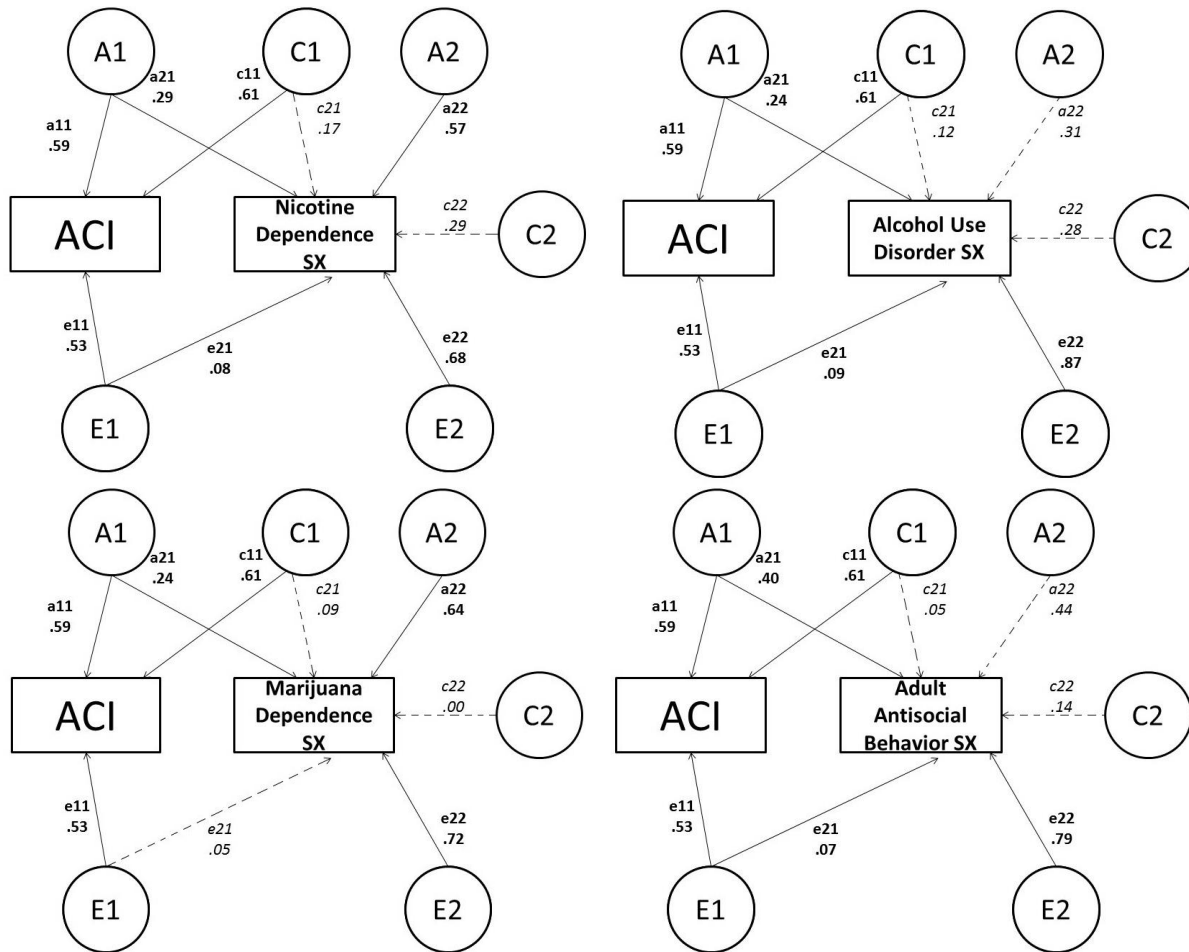 A1
C1
A2
a21
.29
c11
.61
c21
.17
a22
.57
a11
.59
ACI
Nicotine
Dependence
SX
c22
.29
C2
e11
.53
e21
.08
e22
.68
E1
E2
A1
C1
A2
a21
.24
c11
.61
c21
.12
a22
.31
a11
.59
ACI
Alcohol Use
Disorder SX
c22
.28
C2
e11
.53
e21
.09
e22
.87
E1
E2
A1
C1
A2
a21
.24
c11
.61
c21
.09
a22
.64
a11
.59
ACI
Marijuana
Dependence
SX
c22
.00
C2
e11
.53
e21
.05
e22
.72
E1
E2
A1
C1
A2
a21
.40
c11
.61
c21
.05
a22
.44
a11
.59
ACI
Adult
Antisocial
Behavior SX
c22
.14
C2
e11
.53
e21
.07
e22
.79
E1
E2